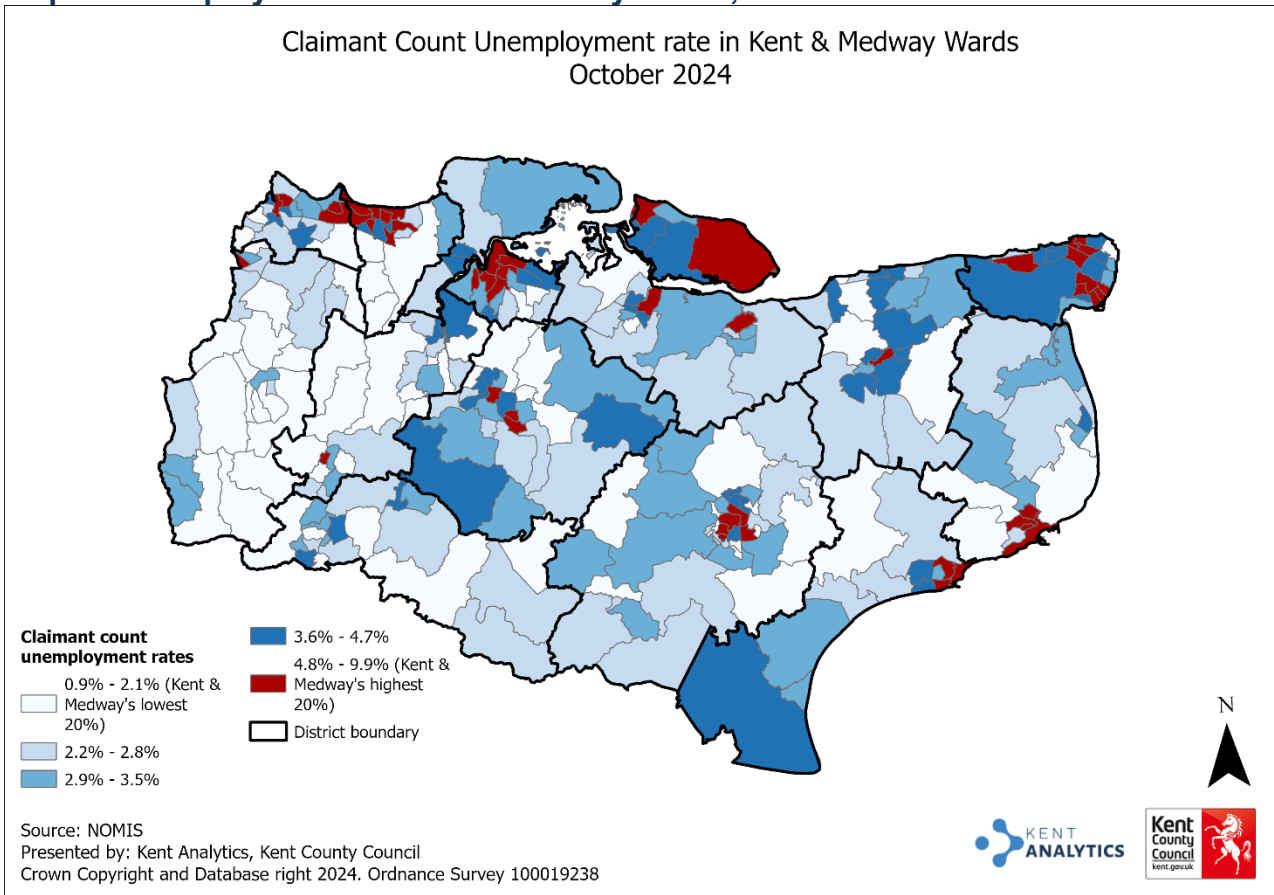 Claimant Count Unemployment rate in Kent & Medway Wards
October 2024
Claimant count
unemployment rates
0.9% - 2.1% (Kent &
Medway's lowest
20%)
2.2% - 2.8%
2.9% - 3.5%
3.6% - 4.7%
4.8% - 9.9% (Kent &
Medway's highest
20%)
District boundary
N
Source: NOMIS
Presented by: Kent Analytics, Kent County Council
Crown Copyright and Database right 2024. Ordnance Survey 100019238
KENT
ANALYTICS
Kent
County
Council
kent.gov.uk